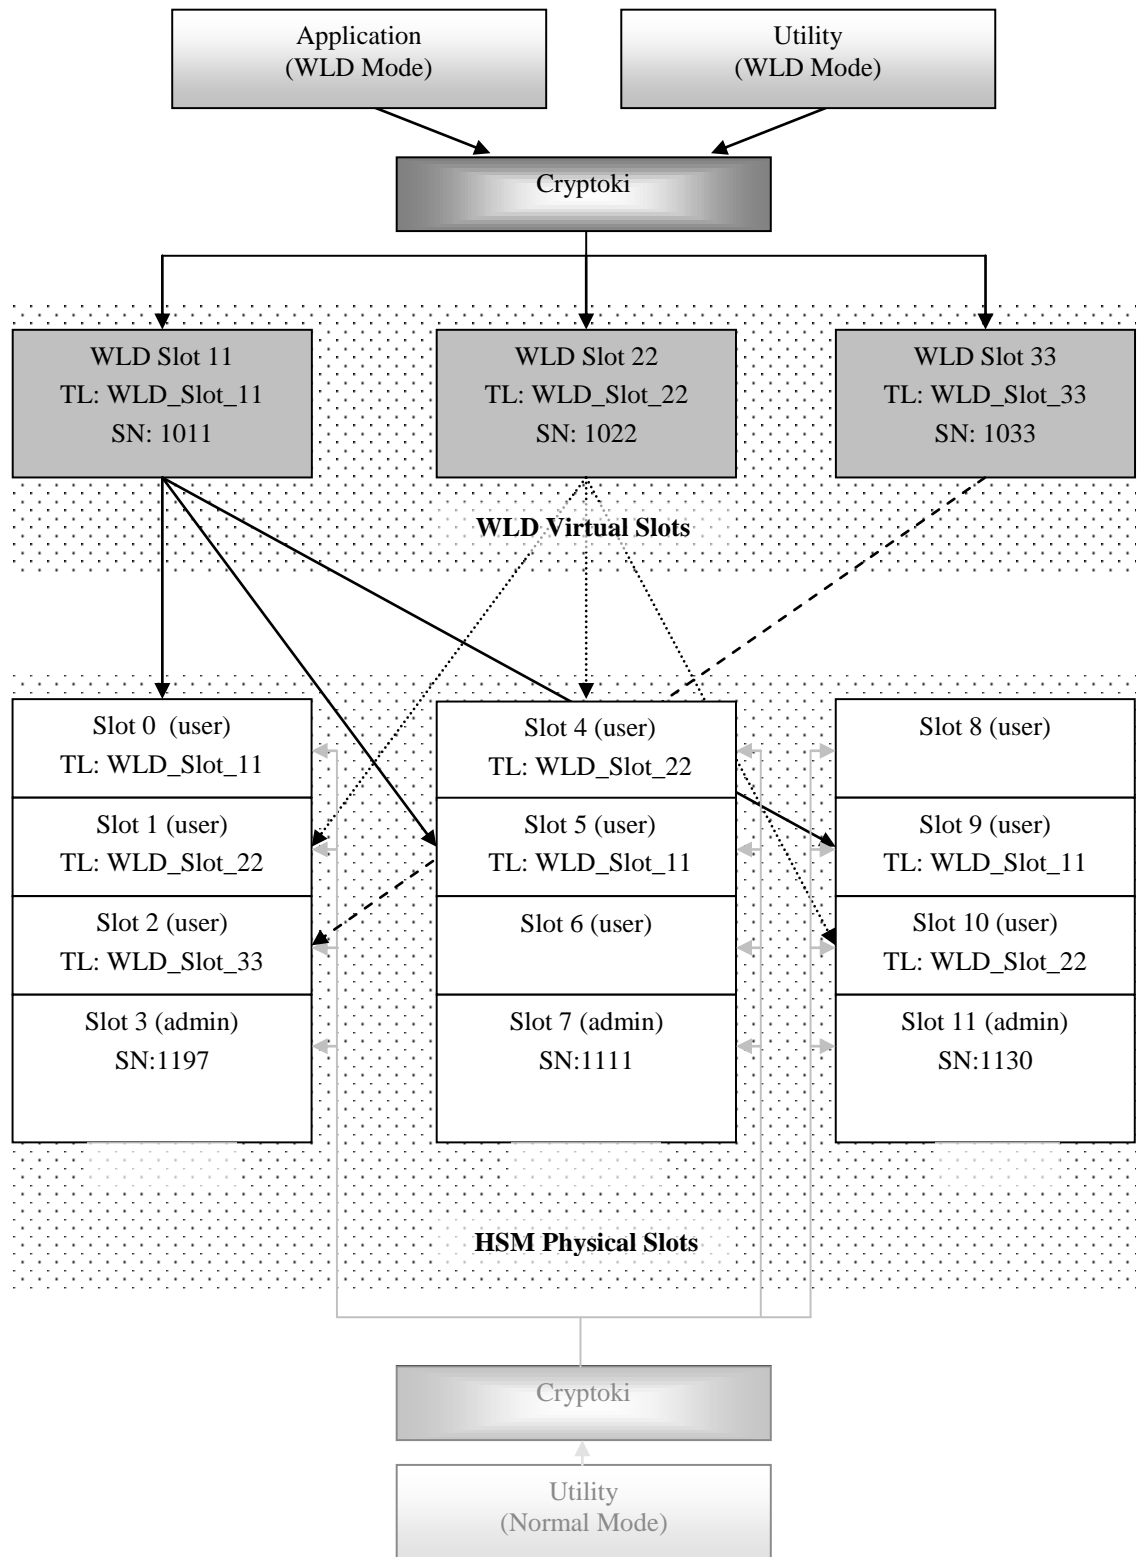 Application
(WLD Mode)
Utility
(WLD Mode)
Cryptoki
WLD Slot 11
TL: WLD_Slot_11
SN: 1011
WLD Slot 22
TL: WLD_Slot_22
SN: 1022
WLD Slot 33
TL: WLD_Slot_33
SN: 1033
WLD Virtual Slots
Slot 0 (user)
TL: WLD_Slot_11
Slot 1 (user)
TL: WLD_Slot_22
Slot 2 (user)
TL: WLD_Slot_33
Slot 3 (admin)
SN:1197
Slot 4 (user)
TL: WLD_Slot_22
Slot 5 (user)
TL: WLD_Slot_11
Slot 6 (user)
Slot 7 (admin)
SN:1111
Slot 8 (user)
Slot 9 (user)
TL: WLD_Slot_11
Slot 10 (user)
TL: WLD_Slot_22
Slot 11 (admin)
SN:1130
HSM Physical Slots
Cryptoki
Utility
(Normal Mode)